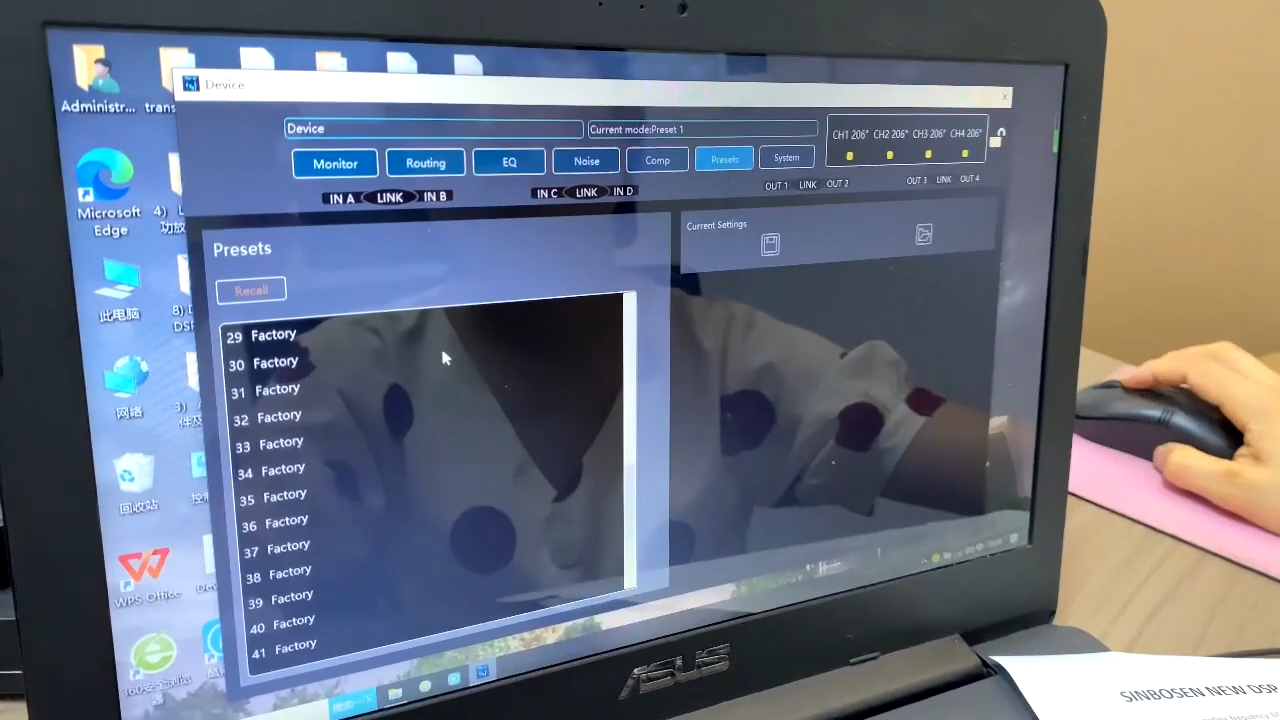 Device
Device
Current mode:Preset 1
CH1 206° CH2 206° CH3 206° CH4 206°
Monitor
Routing
EQ
Noise
Comp
Presets
System
IN A LINK IN B
IN C LINK IN D
OUT 1 LINK OUT 2
OUT 3 LINK OUT 4
Presets
Recall
Current Settings
29 Factory
30 Factory
31 Factory
32 Factory
33 Factory
34 Factory
35 Factory
36 Factory
37 Factory
38 Factory
39 Factory
40 Factory
41 Factory
Administr...
Microsoft
Edge
此电脑
网络
回收站
WPS Office
ASUS
SINBOSEN NEW DSP